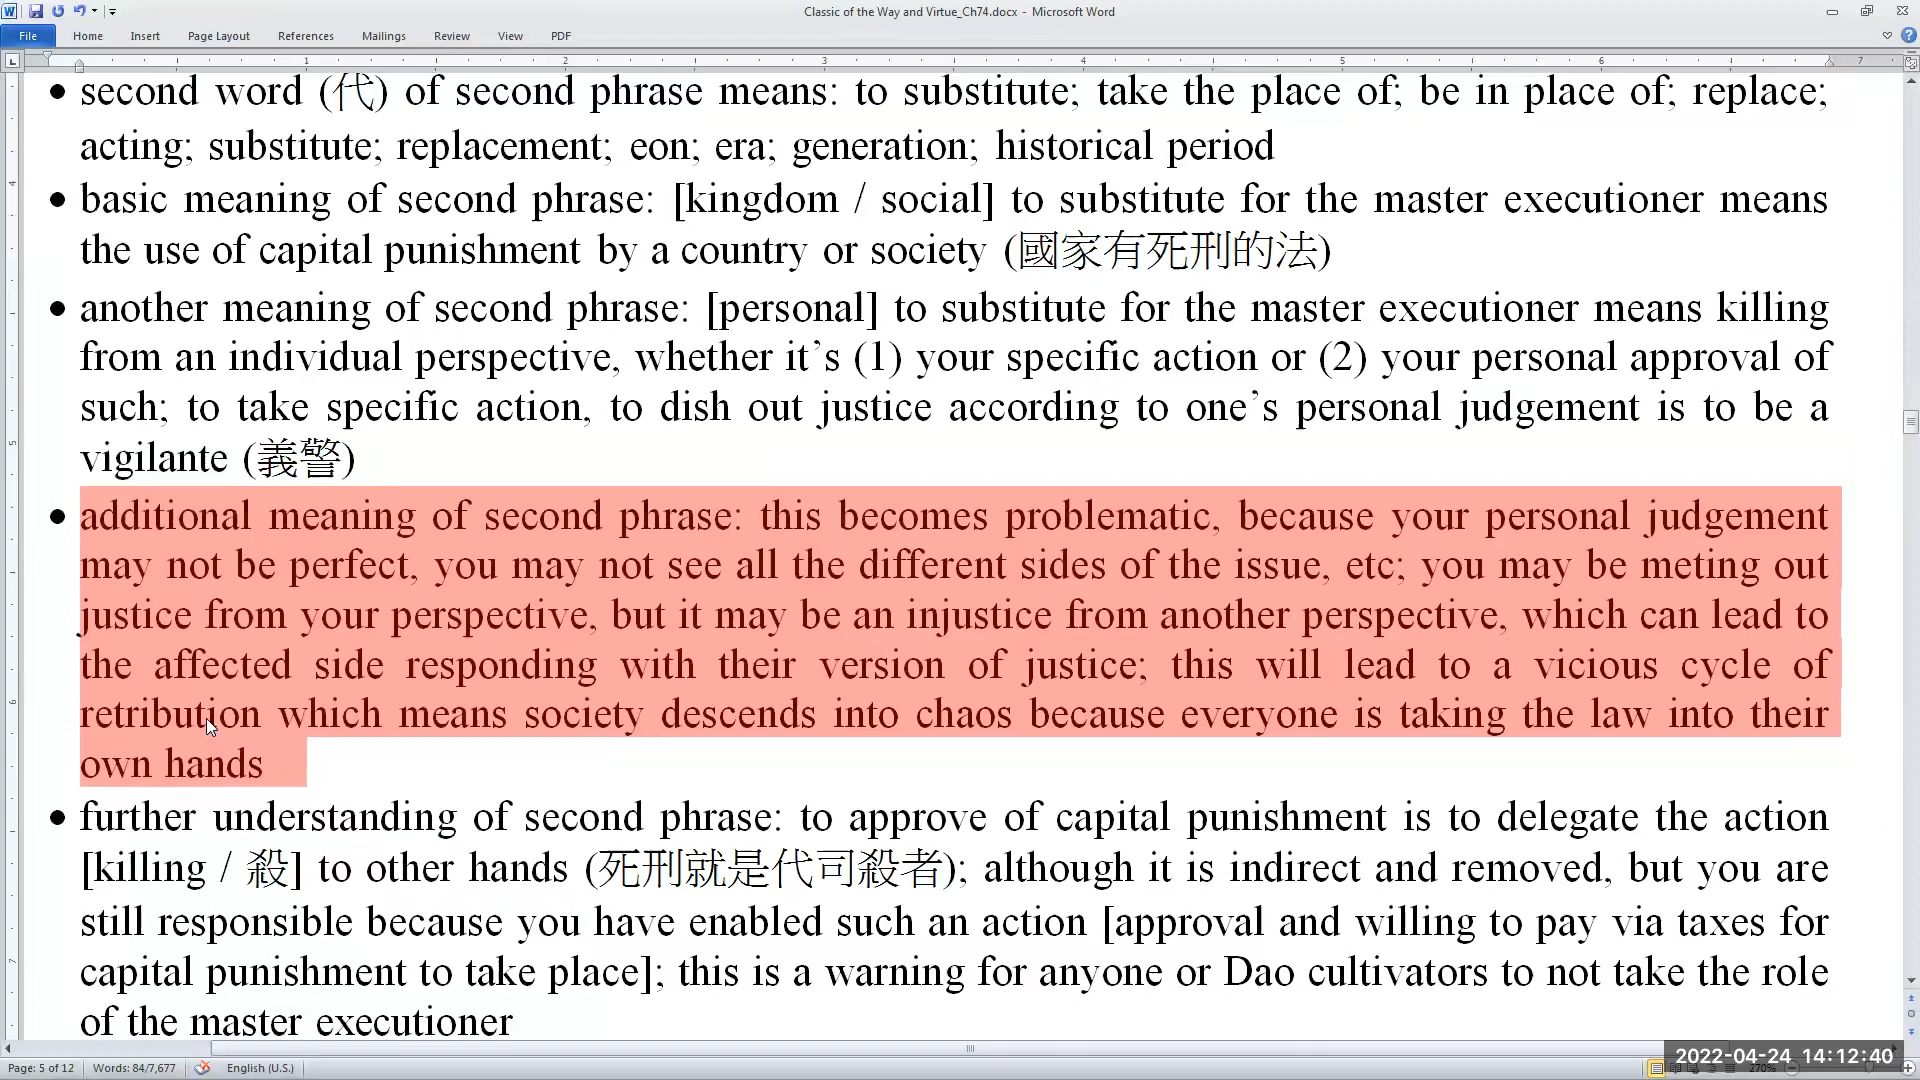 Classic of the Way and Virtue_Ch74.docx - Microsoft Word
File Home Insert Page Layout References Mailings Review View PDF
1 2 3 4 5 6 7
• second word (代) of second phrase means: to substitute; take the place of; be in place of; replace;
acting; substitute; replacement; eon; era; generation; historical period
• basic meaning of second phrase: [kingdom / social] to substitute for the master executioner means
the use of capital punishment by a country or society (國家有死刑的法)
• another meaning of second phrase: [personal] to substitute for the master executioner means killing
from an individual perspective, whether it’s (1) your specific action or (2) your personal approval of
such; to take specific action, to dish out justice according to one’s personal judgement is to be a
vigilante (義警)
• additional meaning of second phrase: this becomes problematic, because your personal judgement
may not be perfect, you may not see all the different sides of the issue, etc; you may be meting out
justice from your perspective, but it may be an injustice from another perspective, which can lead to
the affected side responding with their version of justice; this will lead to a vicious cycle of
retribution which means society descends into chaos because everyone is taking the law into their
own hands
• further understanding of second phrase: to approve of capital punishment is to delegate the action
[killing / 殺] to other hands (死刑就是代司殺者); although it is indirect and removed, but you are
still responsible because you have enabled such an action [approval and willing to pay via taxes for
capital punishment to take place]; this is a warning for anyone or Dao cultivators to not take the role
of the master executioner
Page: 5 of 12 Words: 84/7,677 English (U.S.) 270%
2022-04-24 14:12:40